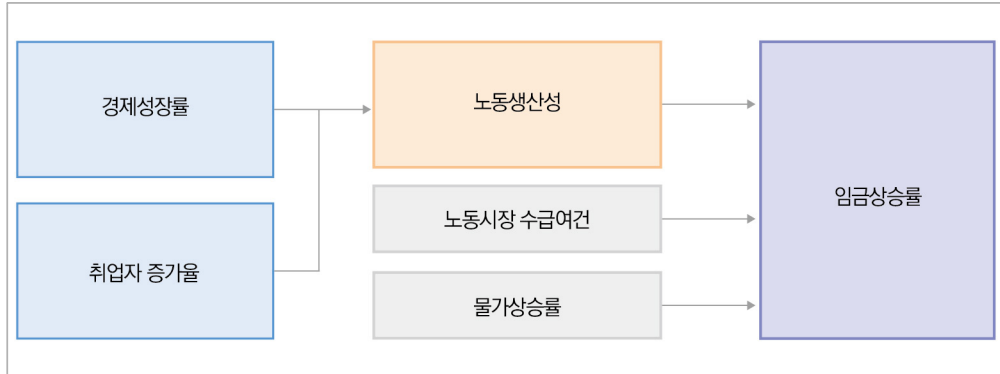 경제성장률
취업자 증가율
노동생산성
노동시장 수급여건
물가상승률
임금상승률